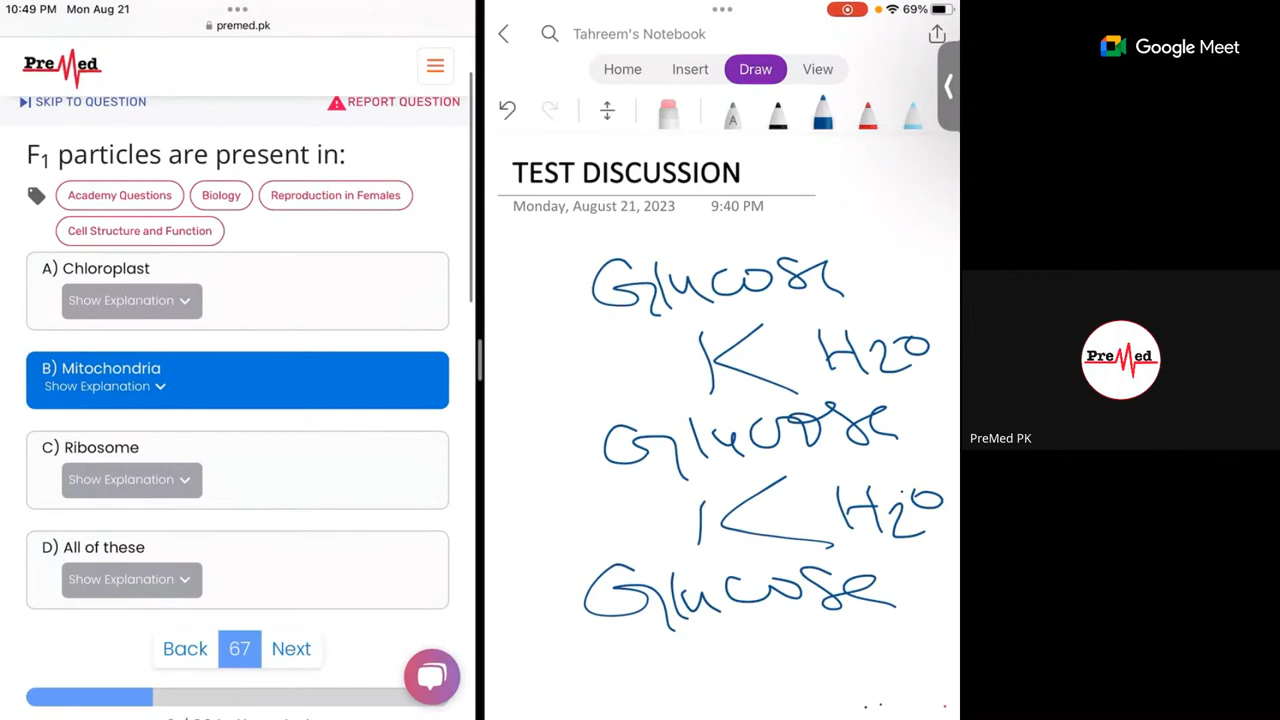 10:49 PM Mon Aug 21
premed.pk
PreMed
SKIP TO QUESTION
REPORT QUESTION
F₁ particles are present in:
Academy Questions
Biology
Reproduction in Females
Cell Structure and Function
A) Chloroplast
Show Explanation
B) Mitochondria
Show Explanation
C) Ribosome
Show Explanation
D) All of these
Show Explanation
Back 67 Next
69%
Tahreem's Notebook
Home Insert Draw View
A
TEST DISCUSSION
Monday, August 21, 2023 9:40 PM
Glucose
K H2O
Glucose
K H2O
Glucose
Google Meet
PreMed
PreMed PK